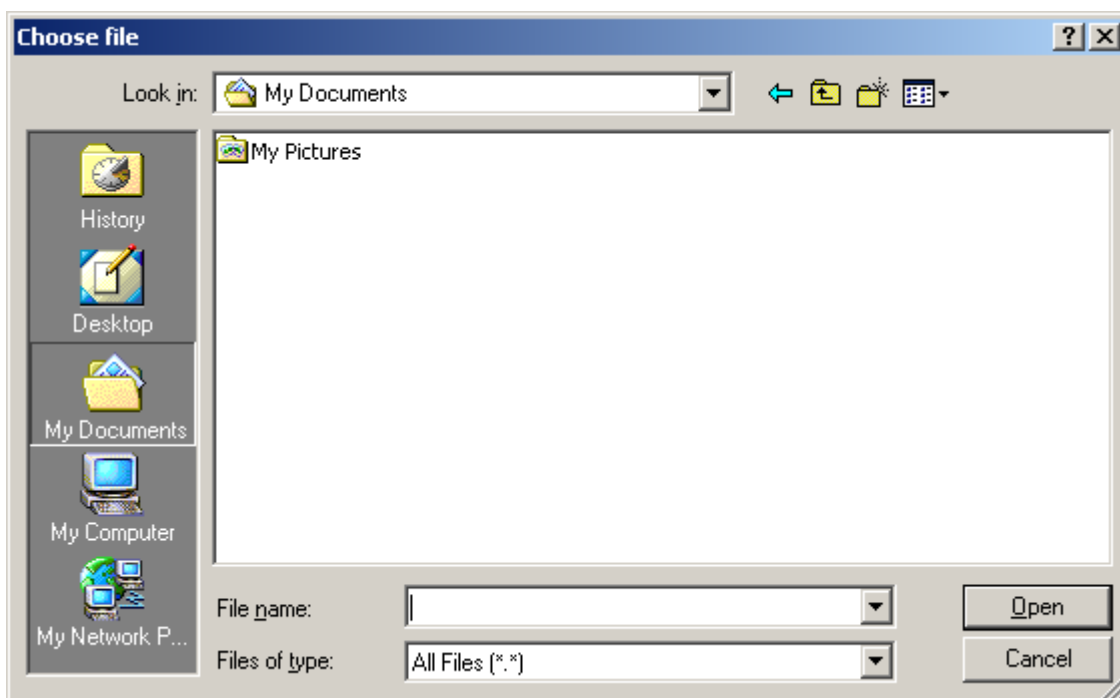 Choose file
Look in:
My Documents
My Pictures
History
Desktop
My Documents
My Computer
My Network P...
File name:
Open
Files of type:
All Files (*.*)
Cancel